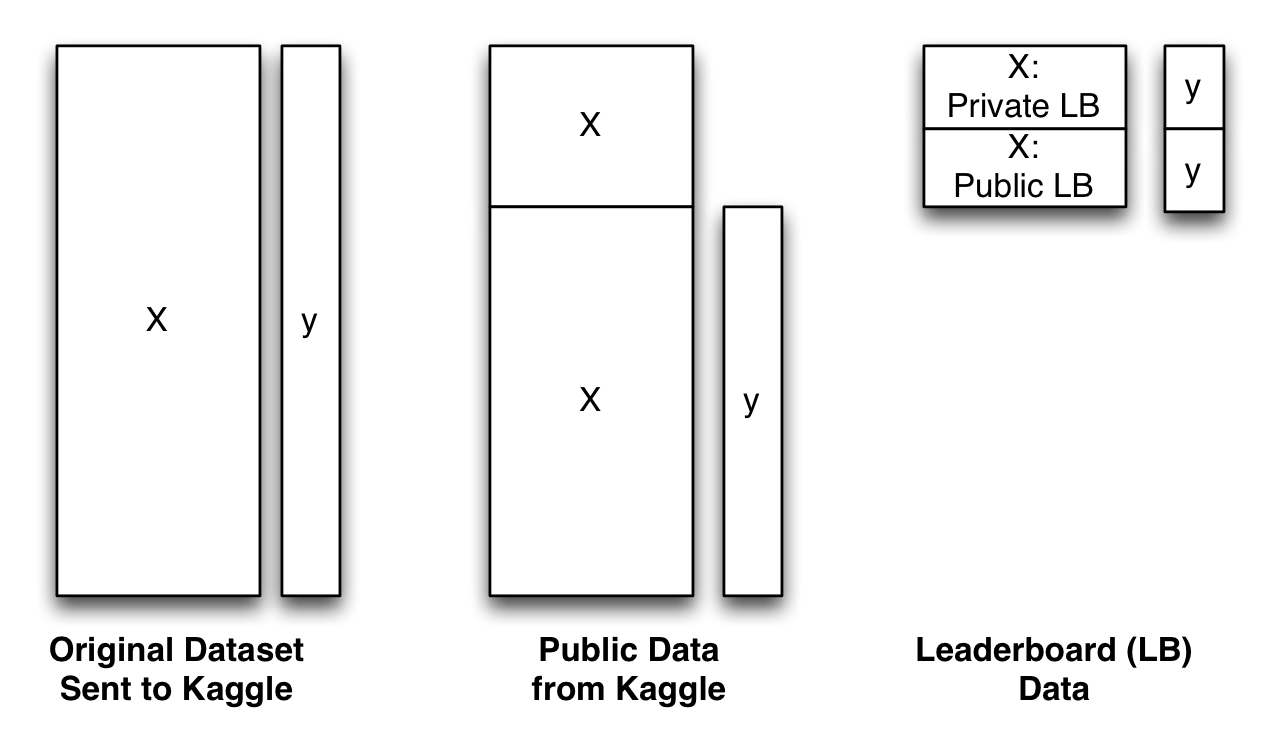 X
y
Original Dataset
Sent to Kaggle
X
X
y
Public Data
from Kaggle
X:
Private LB
y
X:
Public LB
y
Leaderboard (LB)
Data